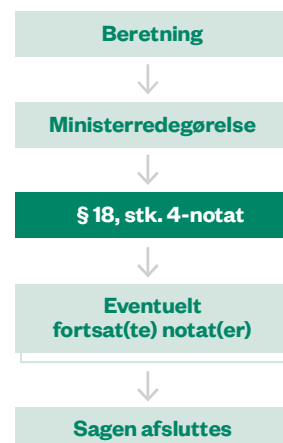 Beretning
Ministerredegørelse
§ 18, stk. 4-notat
Eventuelt
fortsat(te) notat(er)
Sagen afsluttes